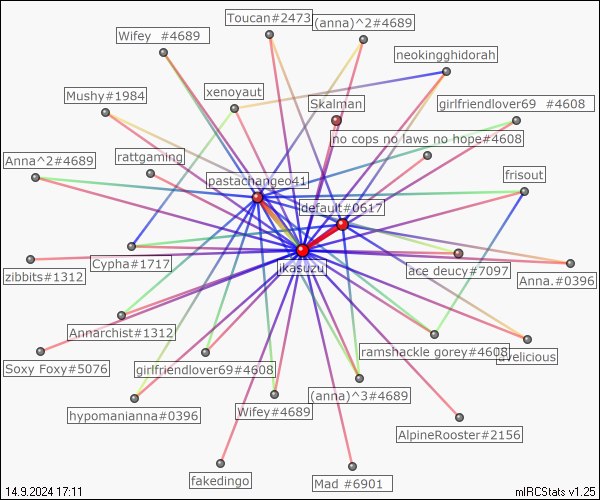 Toucan#2473
(anna)^2#4689
Wifey  #4689
neokingghidorah
xenoyaut
Mushy#1984
Skalman
girlfriendlover69  #4608
no cops no laws no hope#4608
rattgaming
Anna^2#4689
pastachangeo41
frisout
default#0617
Cypha#1717
ikasuzu
ace deucy#7097
zibbits#1312
Anna.#0396
Annarchist#1312
ramshackle gorey#4608
Soxy Foxy#5076
girlfriendlover69#4608
(anna)^3#4689
hypomanianna#0396
Wifey#4689
AlpineRooster#2156
fakedingo
Mad #6901
14.9.2024 17:11
mIRCStats v1.25